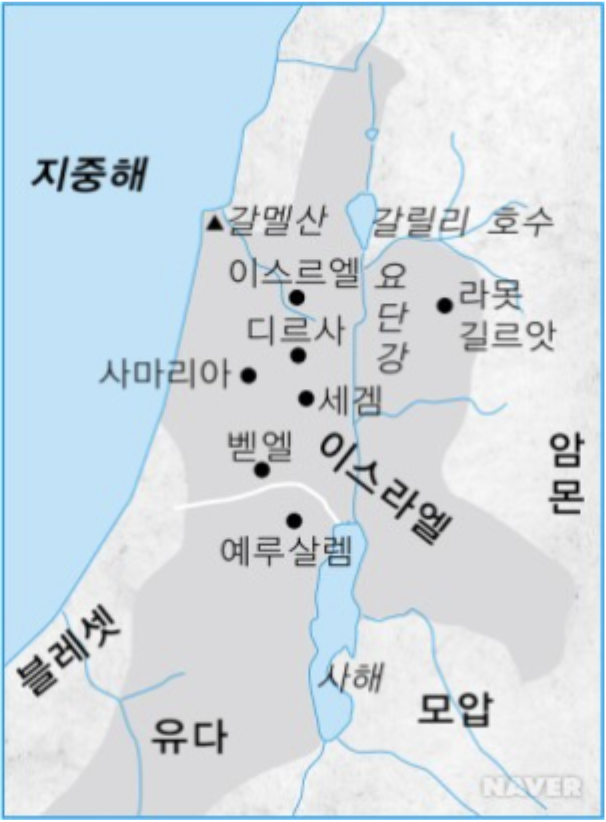 지중해
갈멜산
갈릴리 호수
이스르엘
요
단
강
라못
길르앗
디르사
사마리아
세겜
벧엘
이스라엘
암
몬
예루살렘
블레셋
사해
모압
유다
NAVER